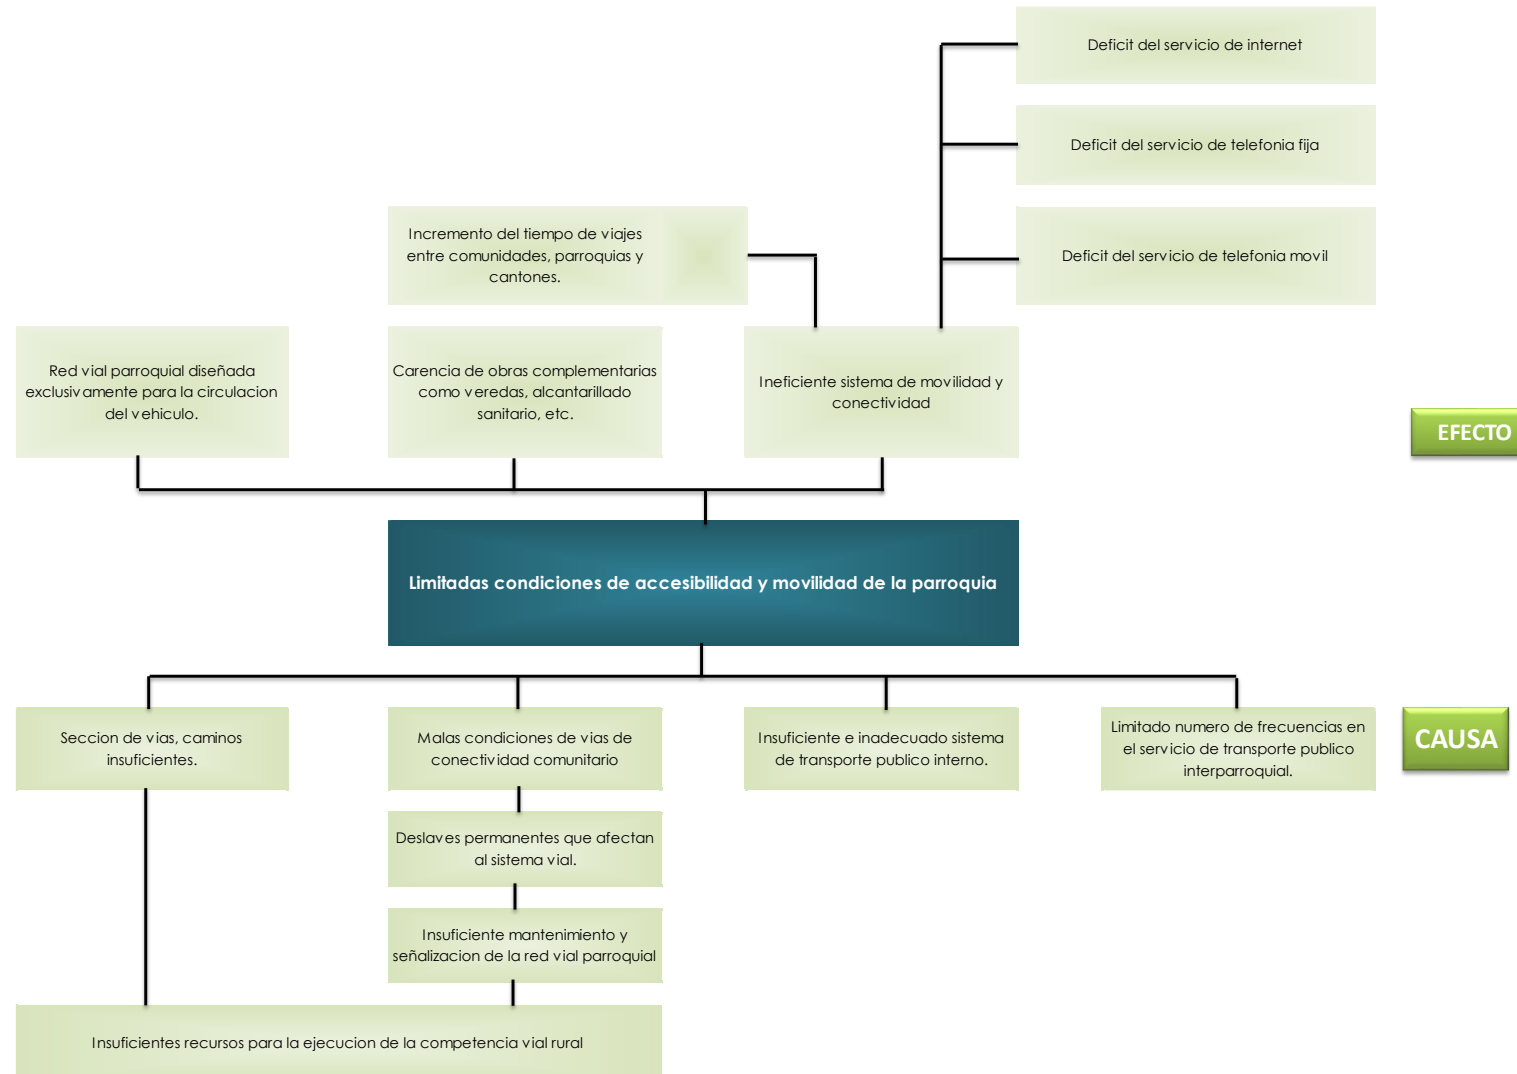 Deficit del servicio de internet
Deficit del servicio de telefonia fija
Incremento del tiempo de viajes
entre comunidades, parroquias y
cantones.
Deficit del servicio de telefonia movil
Red vial parroquial diseñada
exclusivamente para la circulacion
del vehiculo.
Carencia de obras complementarias
como veredas, alcantarillado
sanitario, etc.
Ineficiente sistema de movilidad y
conectividad
EFECTO
Limitadas condiciones de accesibilidad y movilidad de la parroquia
Seccion de vias, caminos
insuficientes.
Malas condiciones de vias de
conectividad comunitario
Insuficiente e inadecuado sistema
de transporte publico interno.
Limitado numero de frecuencias en
el servicio de transporte publico
interparroquial.
CAUSA
Deslaves permanentes que afectan
al sistema vial.
Insuficiente mantenimiento y
señalizacion de la red vial parroquial
Insuficientes recursos para la ejecucion de la competencia vial rural